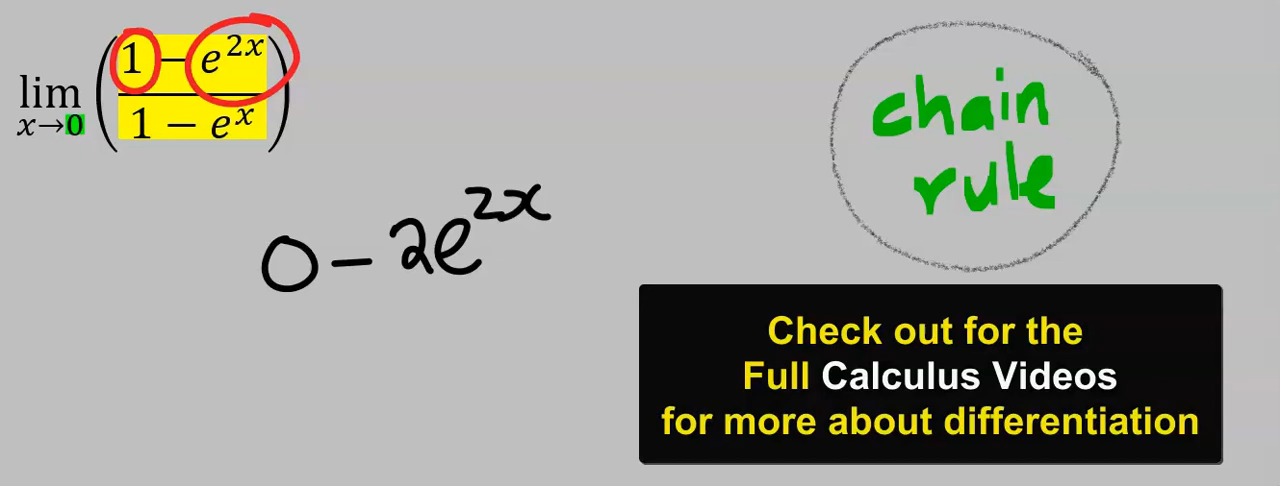 lim x→0 ( (1 − e^{2x}) / (1 − e^x) )
0 − 2e^{2x}
chain
rule
Check out for the
Full Calculus Videos
for more about differentiation